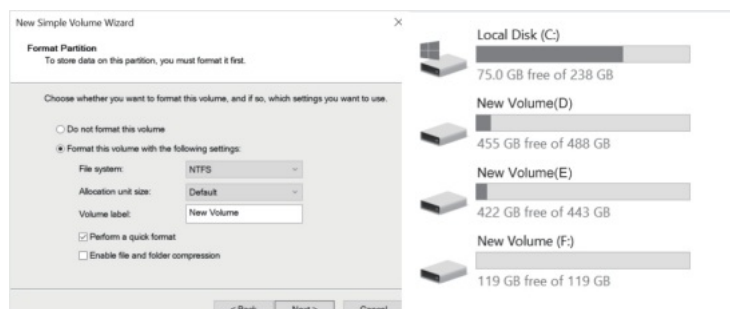 New Simple Volume Wizard
Format Partition
To store data on this partition, you must format it first.
Choose whether you want to format this volume, and if so, which settings you want to use.
Do not format this volume
Format this volume with the following settings:
File system:
NTFS
Allocation unit size:
Default
Volume label:
New Volume
Perform a quick format
Enable file and folder compression
< Back
Next >
Cancel
Local Disk (C:)
75.0 GB free of 238 GB
New Volume(D)
455 GB free of 488 GB
New Volume(E)
422 GB free of 443 GB
New Volume (F:)
119 GB free of 119 GB